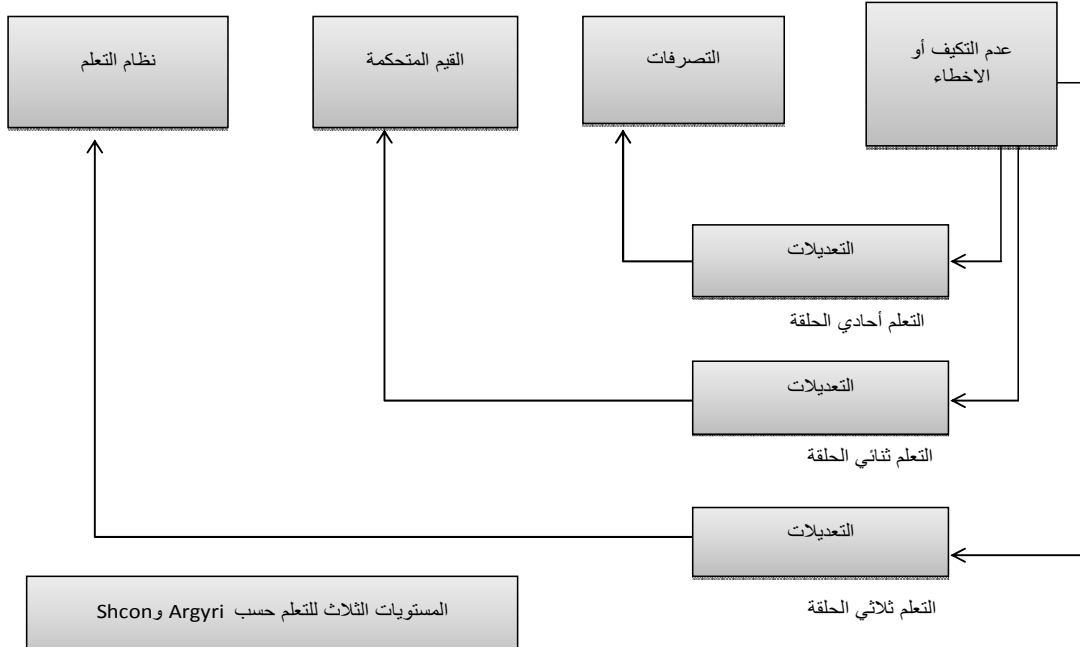 عدم التكيف أو
الاخطاء
التصرفات
القيم المتحكمة
نظام التعلم
التعديلات
التعلم أحادي الحلقة
التعديلات
التعلم ثنائي الحلقة
التعديلات
التعلم ثلاثي الحلقة
المستويات الثلاث للتعلم حسب Argyri وShcon